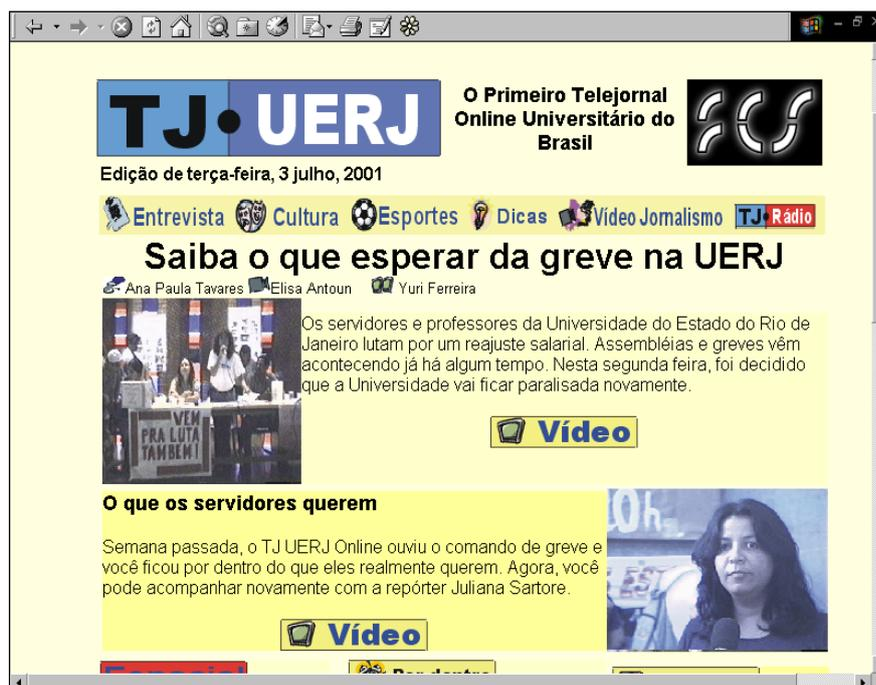 TJ•UERJ
O Primeiro Telejornal
Online Universitário do
Brasil
FCS
Edição de terça-feira, 3 julho, 2001
Entrevista Cultura Esportes Dicas Vídeo Jornalismo TJ•Rádio
Saiba o que esperar da greve na UERJ
Ana Paula Tavares Elisa Antoun Yuri Ferreira
Os servidores e professores da Universidade do Estado do Rio de
Janeiro lutam por um reajuste salarial. Assembléias e greves vêm
acontecendo já há algum tempo. Nesta segunda feira, foi decidido
que a Universidade vai ficar paralisada novamente.
VEM
PRA LUTA
TAMBÉM!
Vídeo
O que os servidores querem
Semana passada, o TJ UERJ Online ouviu o comando de greve e
você ficou por dentro do que eles realmente querem. Agora, você
pode acompanhar novamente com a repórter Juliana Sartore.
Vídeo
Especial
Por dentro